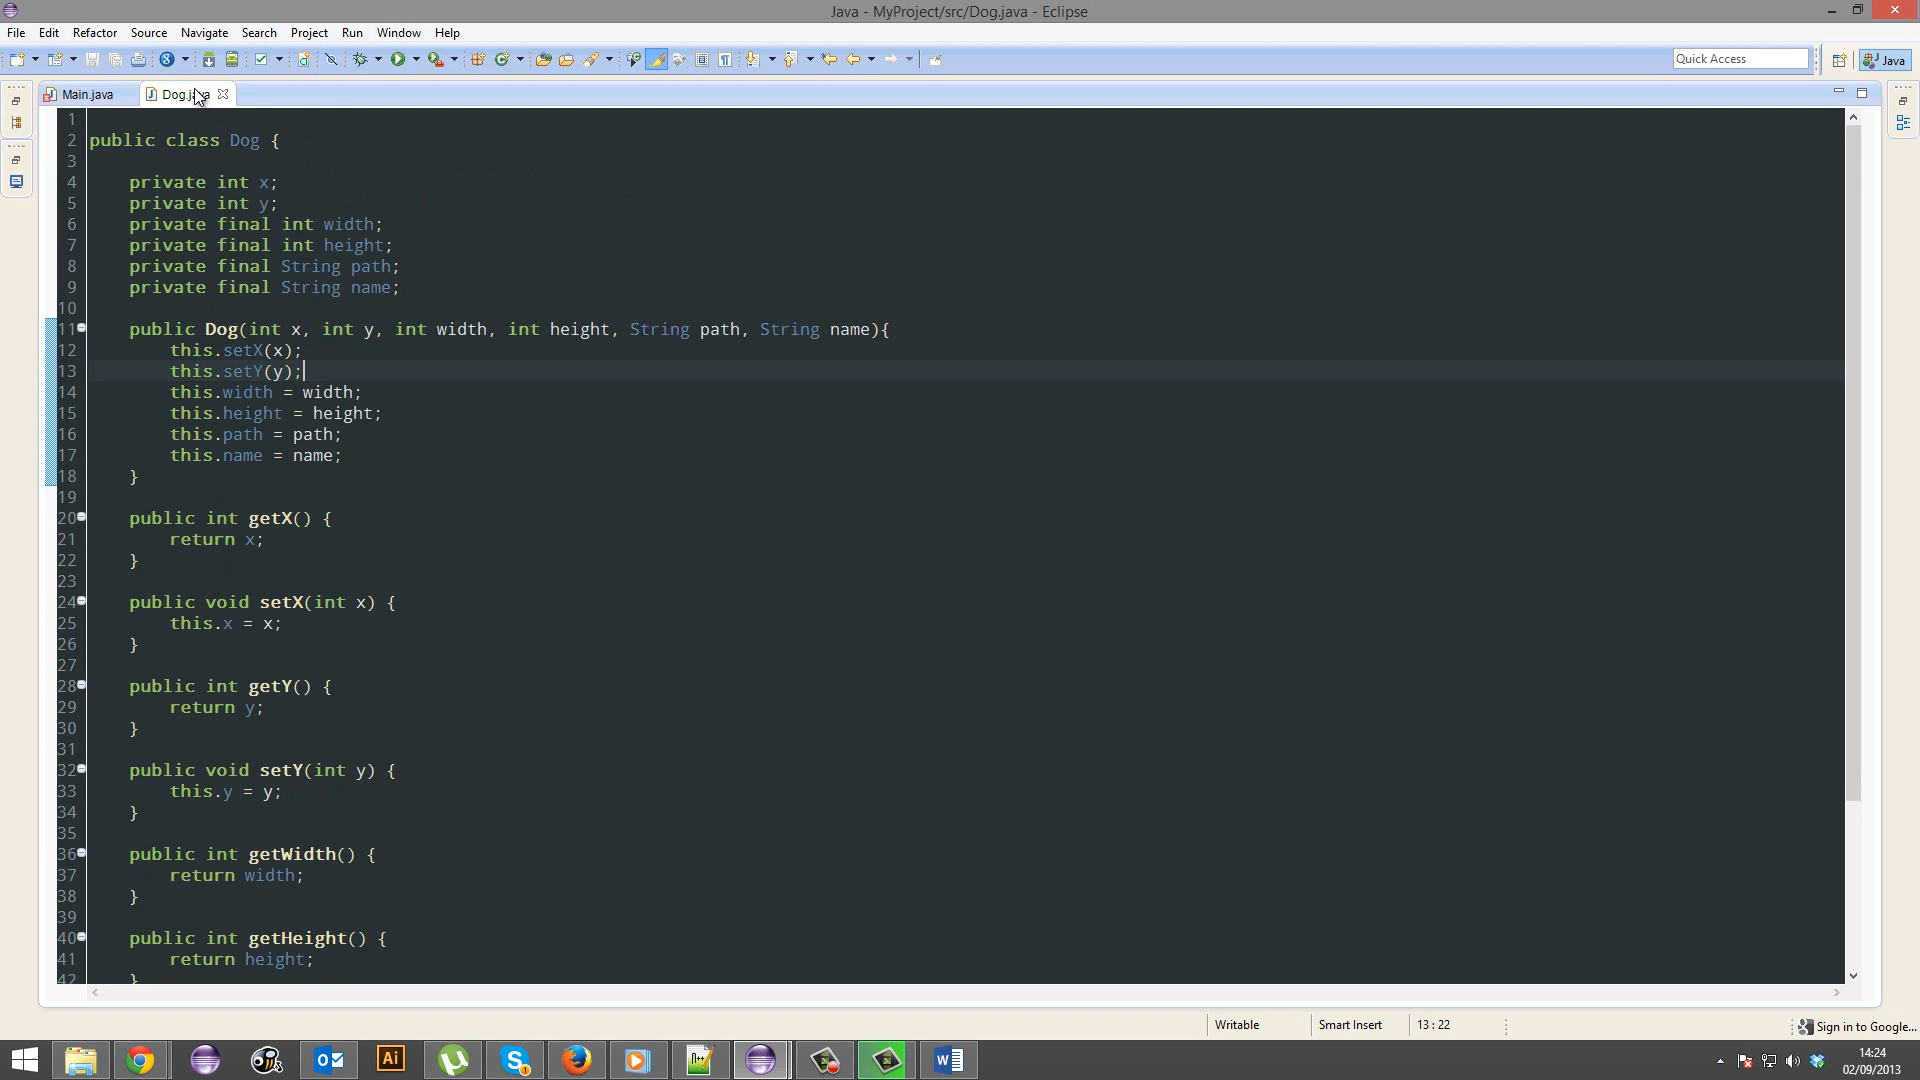 Java - MyProject/src/Dog.java - Eclipse
File Edit Refactor Source Navigate Search Project Run Window Help
Quick Access
Java
Main.java
Dog.java
1
2 public class Dog {
3
4     private int x;
5     private int y;
6     private final int width;
7     private final int height;
8     private final String path;
9     private final String name;
10
11     public Dog(int x, int y, int width, int height, String path, String name){
12         this.setX(x);
13         this.setY(y);
14         this.width = width;
15         this.height = height;
16         this.path = path;
17         this.name = name;
18     }
19
20     public int getX() {
21         return x;
22     }
23
24     public void setX(int x) {
25         this.x = x;
26     }
27
28     public int getY() {
29         return y;
30     }
31
32     public void setY(int y) {
33         this.y = y;
34     }
35
36     public int getWidth() {
37         return width;
38     }
39
40     public int getHeight() {
41         return height;
42     }
Writable
Smart Insert
13 : 22
Sign in to Google...
Ai
14:24
02/09/2013